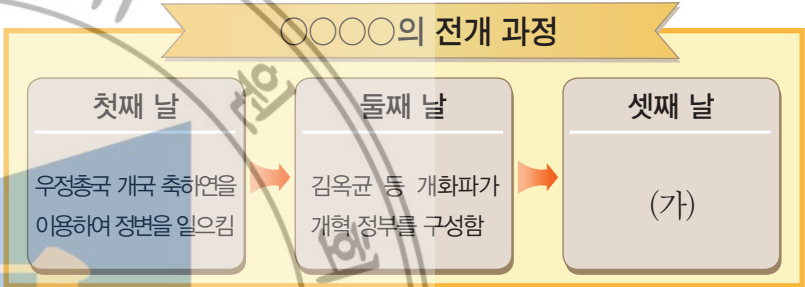 ○○○○의 전개 과정
첫째 날
우정총국 개국 축하연을
이용하여 정변을 일으킴
둘째 날
김옥균 등 개화파가
개혁 정부를 구성함
셋째 날
(가)
원
회